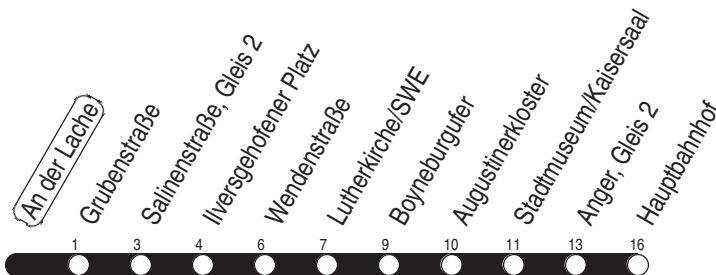 An der Lache
Grubenstraße
Salinenstraße, Gleis 2
Ilversgehofener Platz
Wendenstraße
Lutherkirche/SWE
Boyneburgufer
Augustinerkloster
Stadtmuseum/Kaisersaal
Anger, Gleis 2
Hauptbahnhof
1 3 4 6 7 9 10 11 13 16